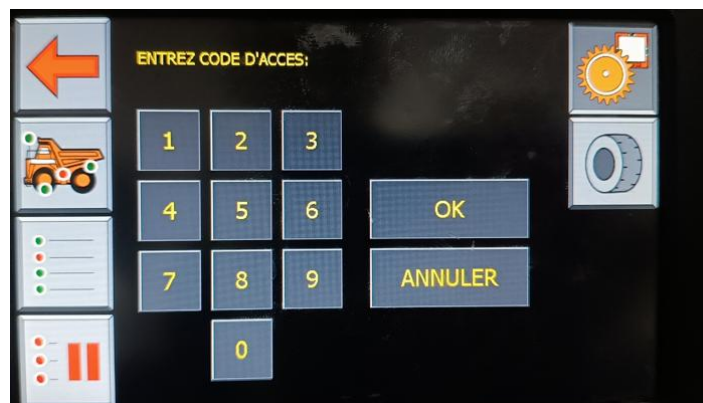 ENTREZ CODE D'ACCES:
1 2 3
4 5 6 OK
7 8 9 ANNULER
0